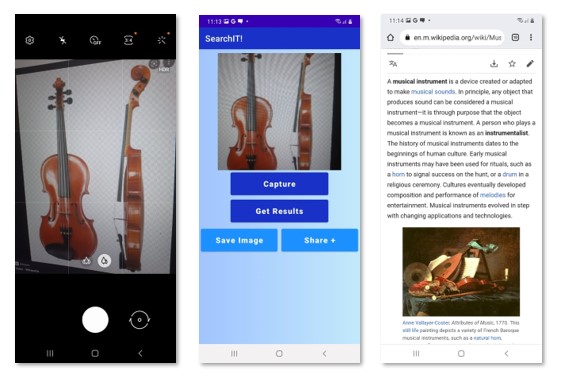 OFF
3:4
HDR
11:13
SearchIT!
Capture
Get Results
Save Image
Share +
11:14
en.m.wikipedia.org/wiki/Mus
A musical instrument is a device created or adapted
to make musical sounds. In principle, any object that
produces sound can be considered a musical
instrument—it is through purpose that the object
becomes a musical instrument. A person who plays a
musical instrument is known as an instrumentalist.
The history of musical instruments dates to the
beginnings of human culture. Early musical
instruments may have been used for rituals, such as
a horn to signal success on the hunt, or a drum in a
religious ceremony. Cultures eventually developed
composition and performance of melodies for
entertainment. Musical instruments evolved in step
with changing applications and technologies.
Anne Vallayer-Coster, Attributes of Music, 1770. This
still life painting depicts a variety of French Baroque
musical instruments, such as a natural horn,